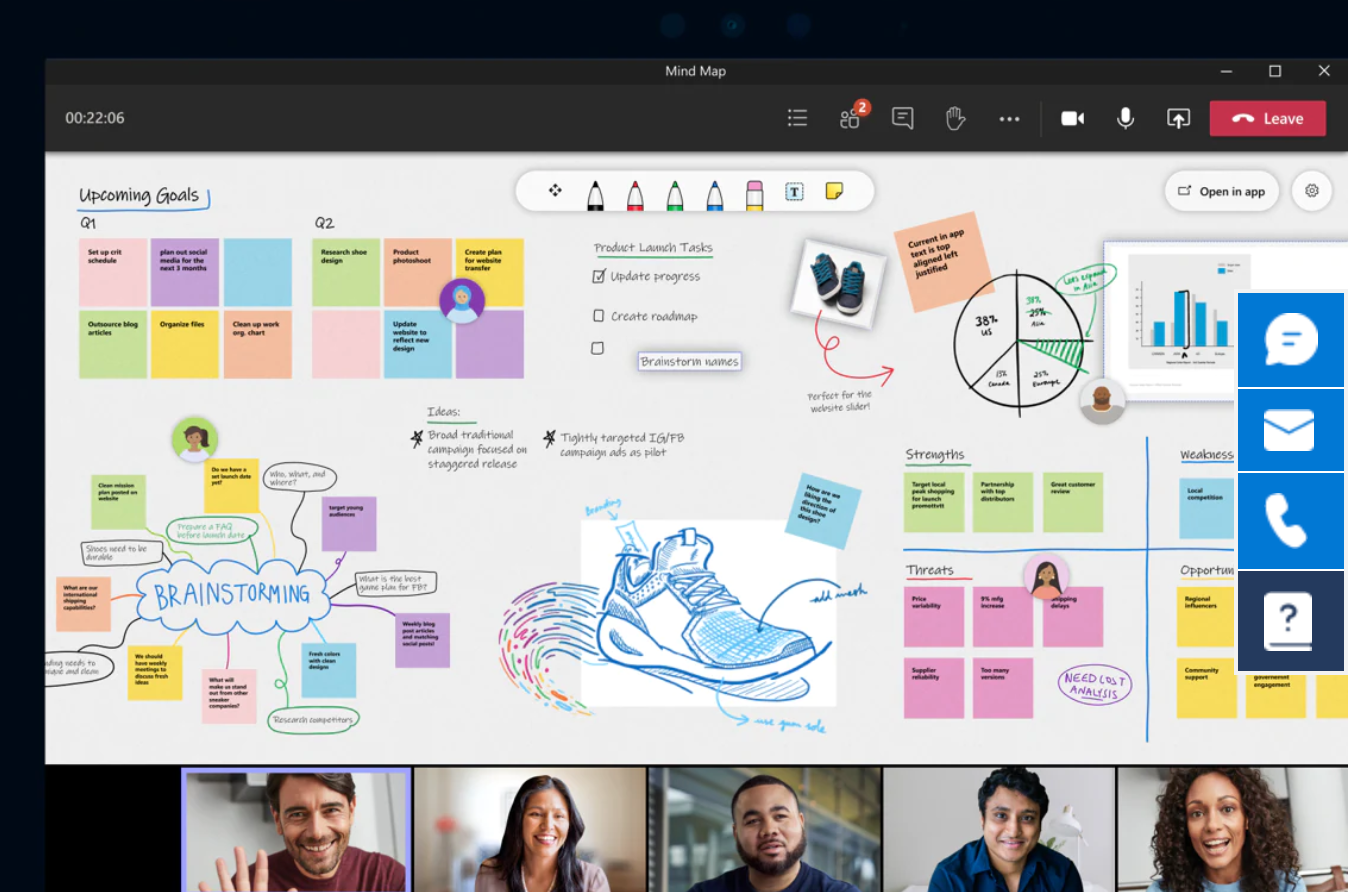 Mind Map
00:22:06
2
Leave
Upcoming Goals
Q1
Q2
T
Open in app
Set up crit
schedule
plan out social
media for the
next 3 months
Outsource blog
articles
Organize files
Clean up work
org. chart
Research shoe
design
Product
photoshoot
Create plan
for website
transfer
Update
website to
reflect new
design
Product Launch Tasks
Update progress
Create roadmap
Brainstorm names
Perfect for the
website slider!
Current in app
text is top
aligned left
justified
38%
US
38%
25%
Asia
15%
Canada
25%
Europe
Let's expand
in Asia
Ideas:
Broad traditional
campaign focused on
staggered release
Tightly targeted IG/FB
campaign ads as pilot
Clean mission
plan posted on
website
Do we have a
set launch date
yet?
Who, what, and
where?
target young
audiences
Prepare a FAQ
before launch date
Shoes need to be
durable
What are our
international
shipping
capabilities?
BRAINSTORMING
What is the best
game plan for FB?
Weekly blog
post articles
and matching
social posts!
needs to
and clean
We should
have weekly
meetings to
discuss fresh
ideas
What will
make us stand
out from other
sneaker
companies?
Fresh colors
with clean
designs
Research competitors
Branding
How are we
liking the
direction of
this shoe
design?
add mesh
use gum sole
Strengths
Target local
peak shopping
for launch
Partnership
with top
distributors
Great customer
review
Weakness
Local
competition
Threats
Price
variability
9% mfg
increase
delays
Supplier
reliability
Too many
versions
NEED COST
ANALYSIS
Opportun
Regional
Influencers
Community
support
engagement
?